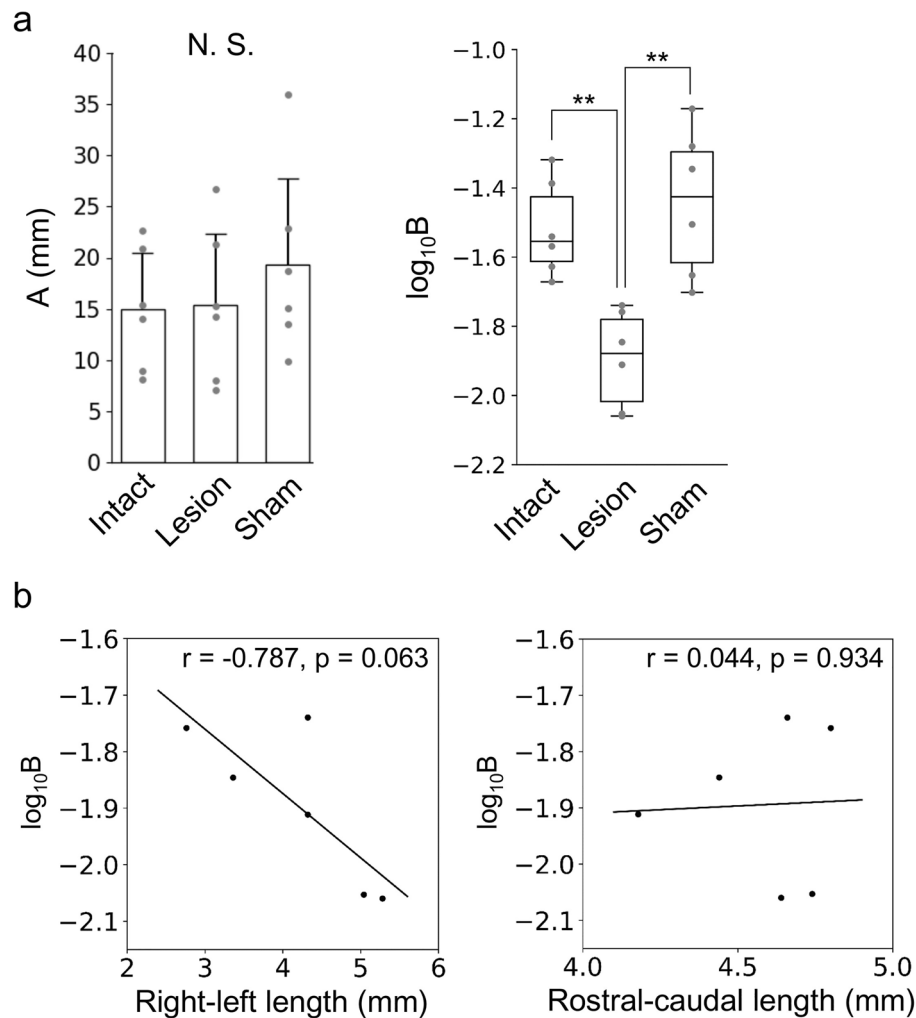 a
N. S.
A (mm)
40
35
30
25
20
15
10
5
0
Intact
Lesion
Sham
log₁₀B
−1.0
−1.2
−1.4
−1.6
−1.8
−2.0
−2.2
**
**
Intact
Lesion
Sham
b
log₁₀B
−1.6
−1.7
−1.8
−1.9
−2.0
−2.1
r = -0.787, p = 0.063
2 3 4 5 6
Right-left length (mm)
log₁₀B
−1.6
−1.7
−1.8
−1.9
−2.0
−2.1
r = 0.044, p = 0.934
4.0 4.5 5.0
Rostral-caudal length (mm)